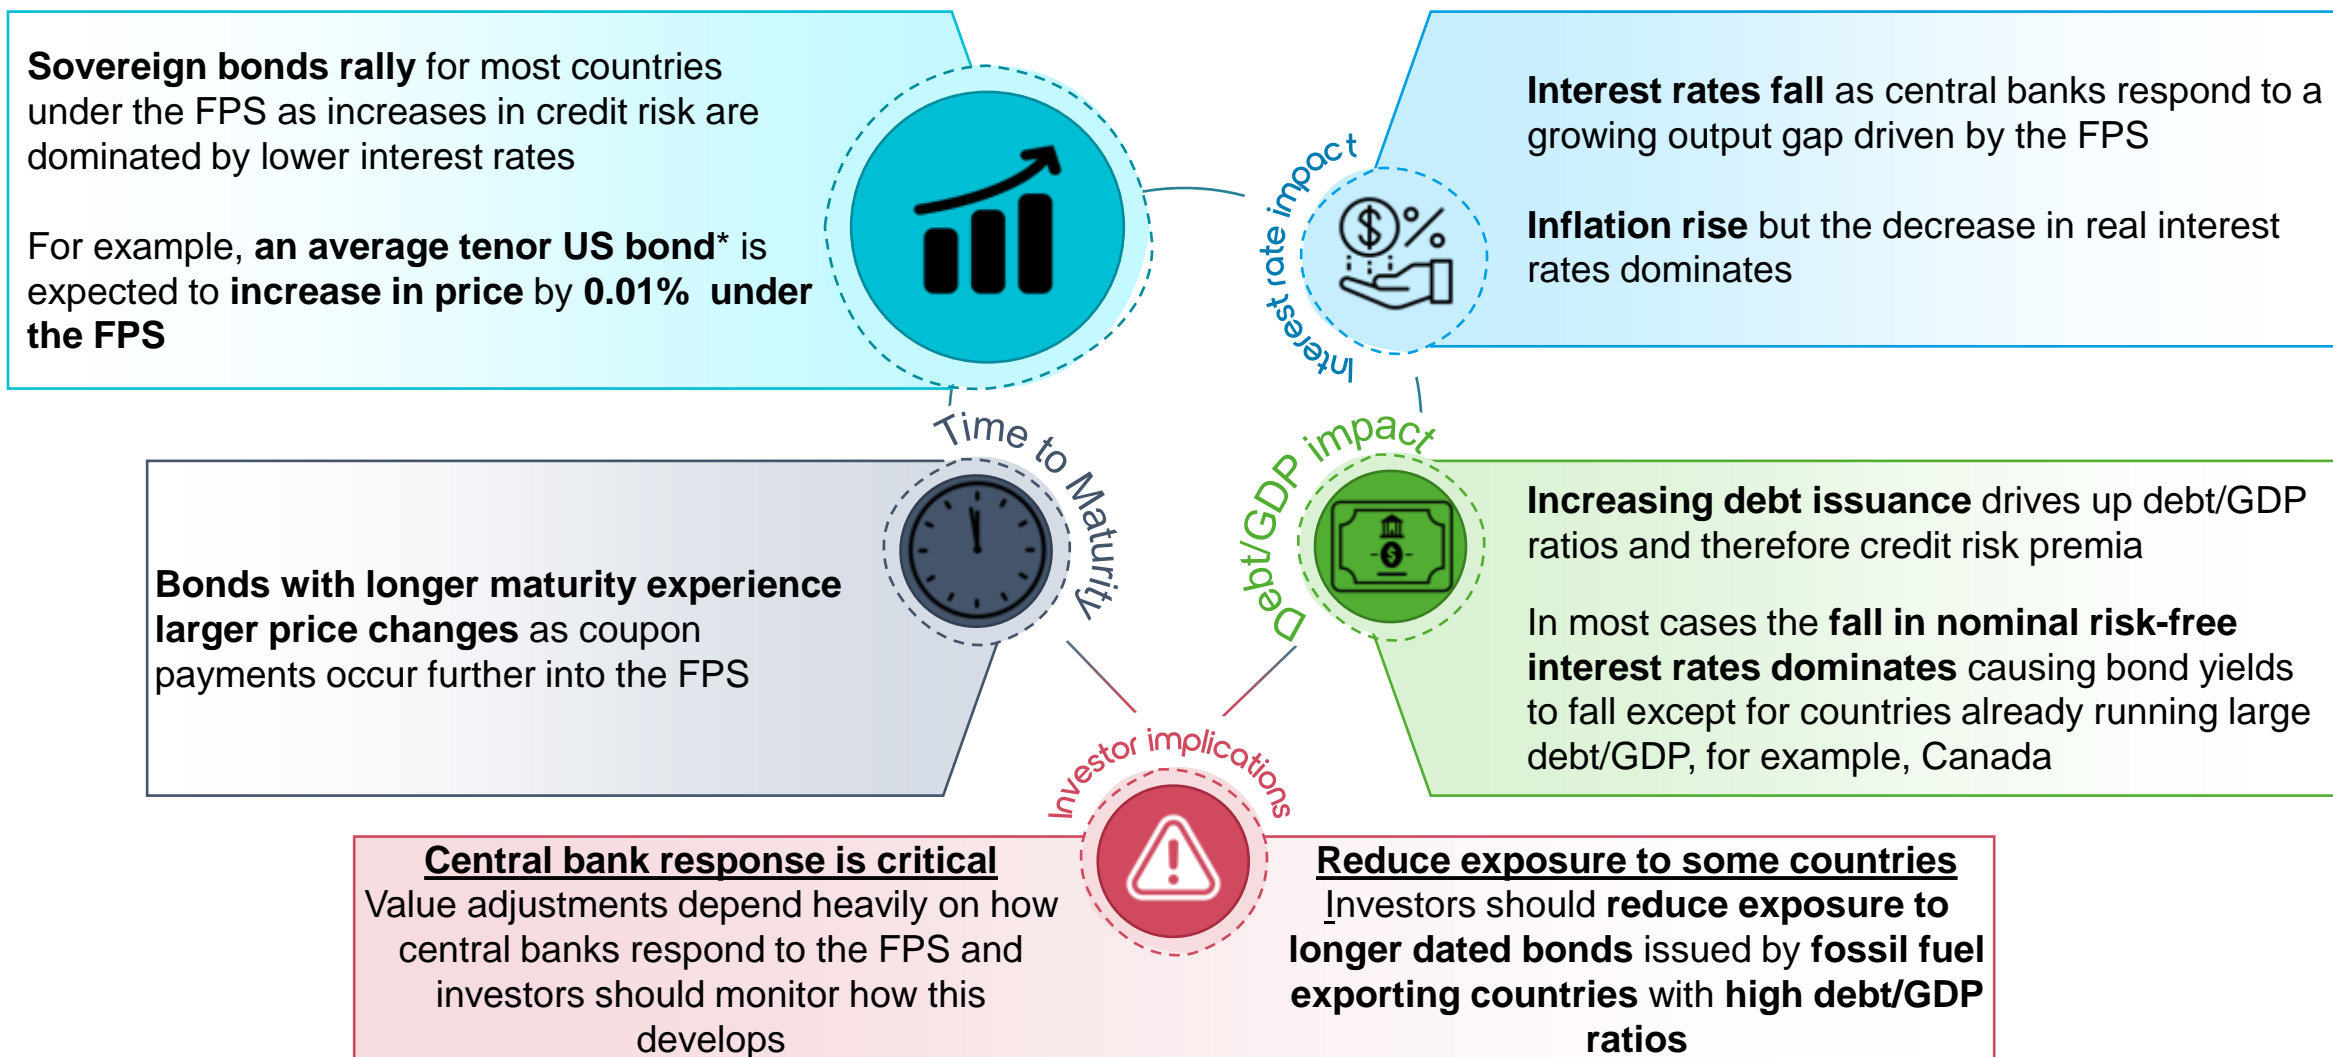 Sovereign bonds rally for most countries
under the FPS as increases in credit risk are
dominated by lower interest rates
For example, an average tenor US bond* is
expected to increase in price by 0.01% under
the FPS
Interest rate impact
Interest rates fall as central banks respond to a
growing output gap driven by the FPS
Inflation rise but the decrease in real interest
rates dominates
Time to Maturity
Bonds with longer maturity experience
larger price changes as coupon
payments occur further into the FPS
Debt/GDP impact
Increasing debt issuance drives up debt/GDP
ratios and therefore credit risk premia
In most cases the fall in nominal risk-free
interest rates dominates causing bond yields
to fall except for countries already running large
debt/GDP, for example, Canada
Investor implications
Central bank response is critical
Value adjustments depend heavily on how
central banks respond to the FPS and
investors should monitor how this
develops
Reduce exposure to some countries
Investors should reduce exposure to
longer dated bonds issued by fossil fuel
exporting countries with high debt/GDP
ratios